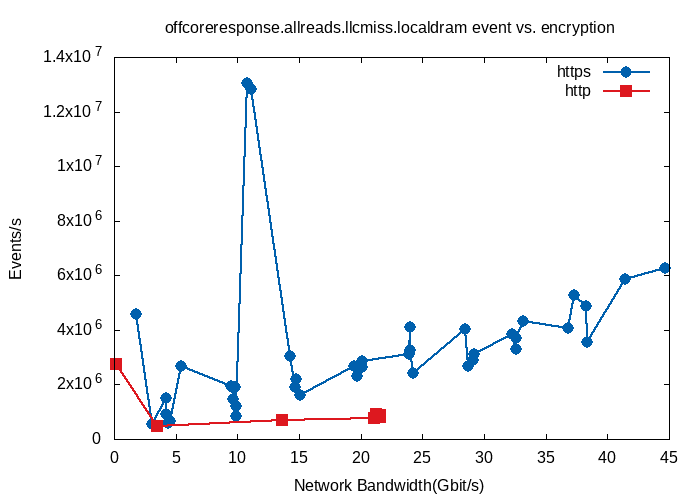 offcoreresponse.allreads.llcmiss.localdram event vs. encryption
1.4x10^7
1.2x10^7
1x10^7
8x10^6
6x10^6
4x10^6
2x10^6
0
Events/s
https
http
0 5 10 15 20 25 30 35 40 45
Network Bandwidth(Gbit/s)